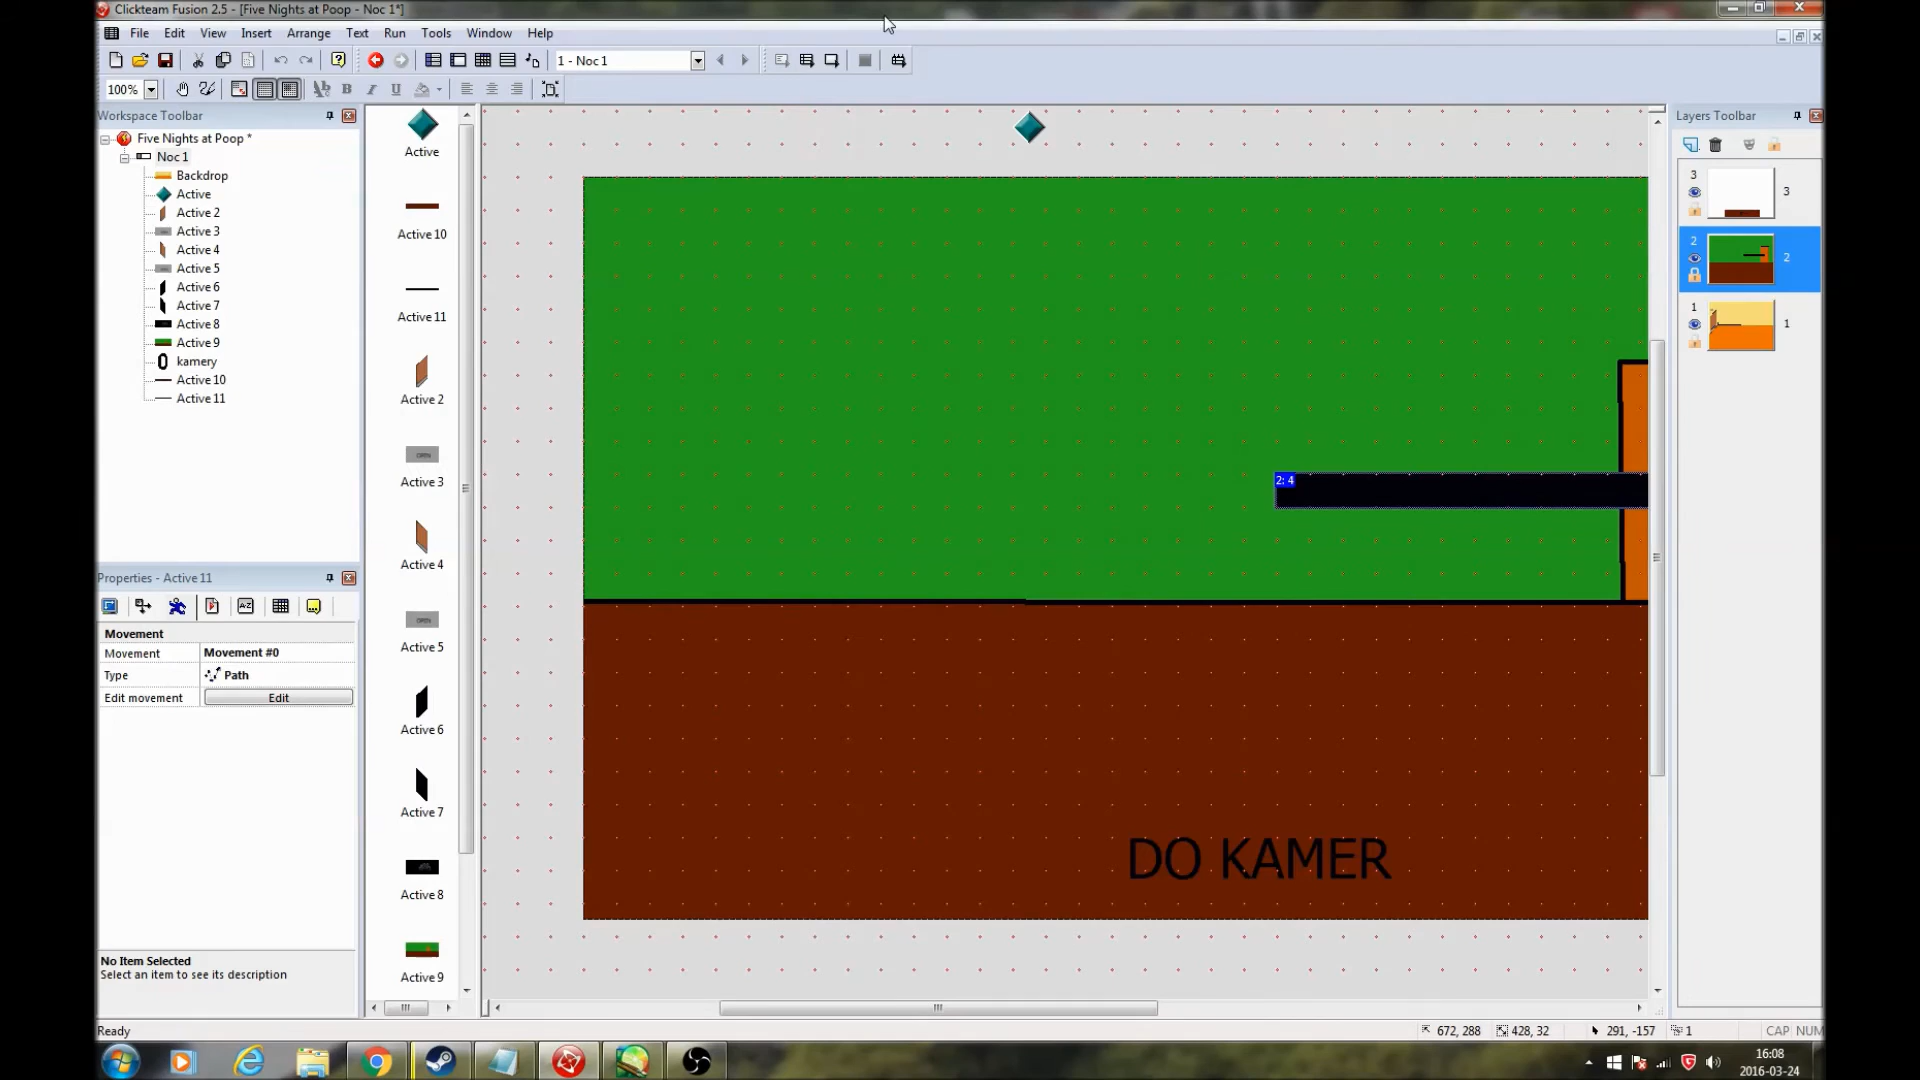 Clickteam Fusion 2.5 - [Five Nights at Poop - Noc 1*]
File Edit View Insert Arrange Text Run Tools Window Help
1 - Noc 1
100%
Workspace Toolbar
Five Nights at Poop *
Noc 1
Backdrop
Active
Active 2
Active 3
Active 4
Active 5
Active 6
Active 7
Active 8
Active 9
kamery
Active 10
Active 11
Properties - Active 11
Movement
Movement Movement #0
Type Path
Edit movement Edit
No Item Selected
Select an item to see its description
Active
Active 10
Active 11
Active 2
OPEN
Active 3
Active 4
OPEN
Active 5
Active 6
Active 7
Active 8
Active 9
2: 4
DO KAMER
Layers Toolbar
3 3
2 2
1 1
Ready 672, 288 428, 32 291, -157 1 CAP NUM
16:08
2016-03-24